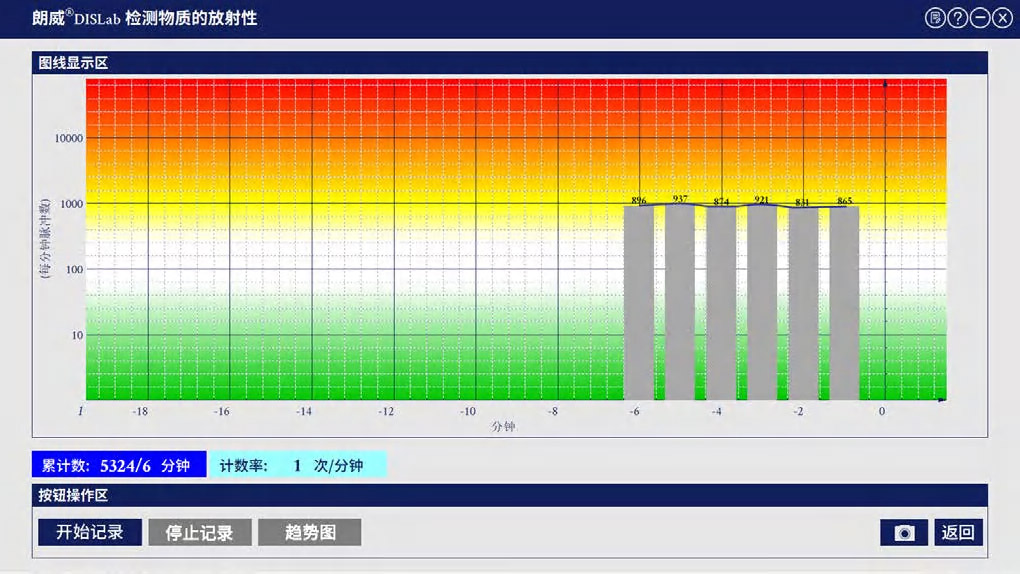 朗威®DISLab 检测物质的放射性
图线显示区
10000
1000
100
10
1
(每分钟脉冲数)
896 937 874 921 831 865
-18 -16 -14 -12 -10 -8 -6 -4 -2 0
分钟
累计数: 5324/6 分钟 计数率: 1 次/分钟
按钮操作区
开始记录 停止记录 趋势图 返回